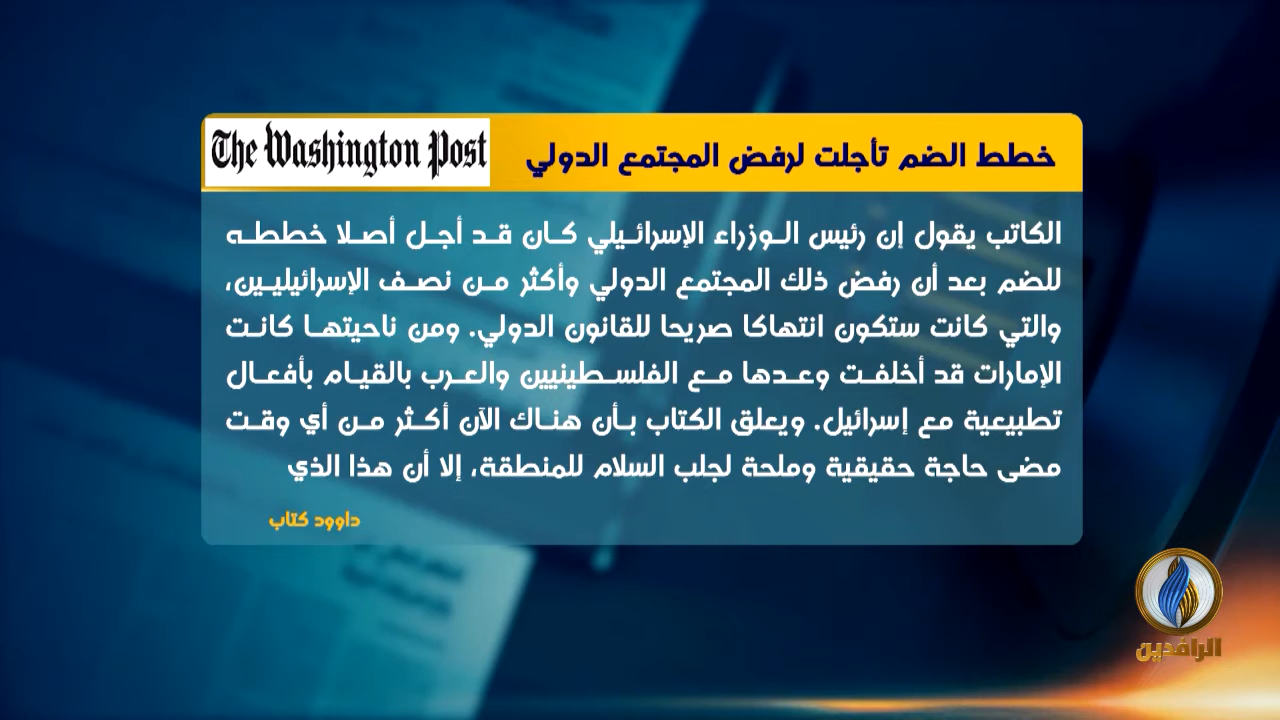 The Washington Post
خطط الضم تأجلت لرفض المجتمع الدولي
الكاتب يقول إن رئيس الوزراء الإسرائيلي كان قد أجل أصلا خططه
للضم بعد أن رفض ذلك المجتمع الدولي وأكثر من نصف الإسرائيليين،
والتي كانت ستكون انتهاكا صريحا للقانون الدولي. ومن ناحيتها كانت
الإمارات قد أخلفت وعدها مع الفلسطينيين والعرب بالقيام بأفعال
تطبيعية مع إسرائيل. ويعلق الكتاب بأن هناك الآن أكثر من أي وقت
مضى حاجة حقيقية وملحة لجلب السلام للمنطقة، إلا أن هذا الذي
داوود كتاب
الرافدين